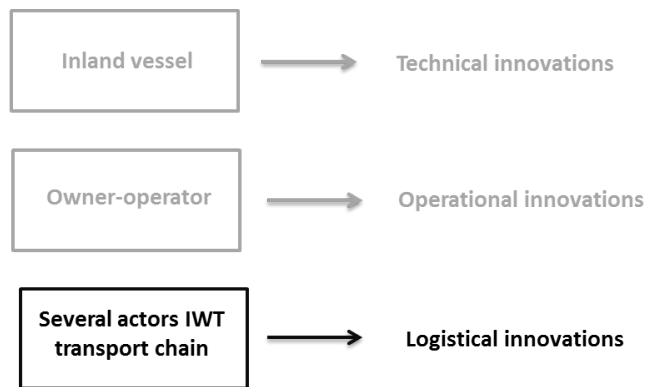 Inland vessel
Technical innovations
Owner-operator
Operational innovations
Several actors IWT
transport chain
Logistical innovations